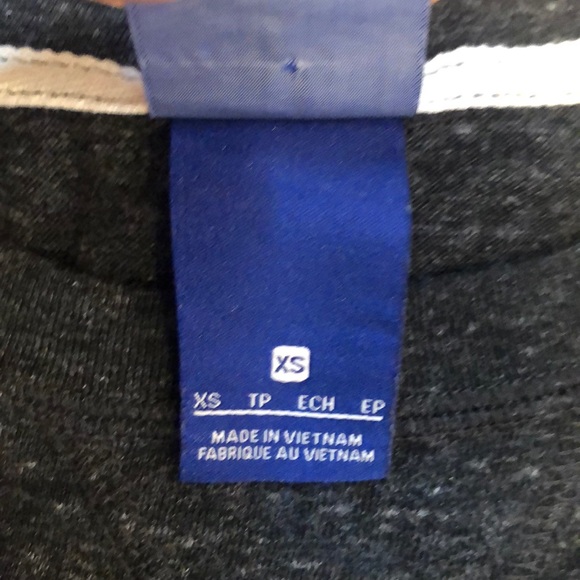 XS
XS TP ECH EP
MADE IN VIETNAM
FABRIQUE AU VIETNAM